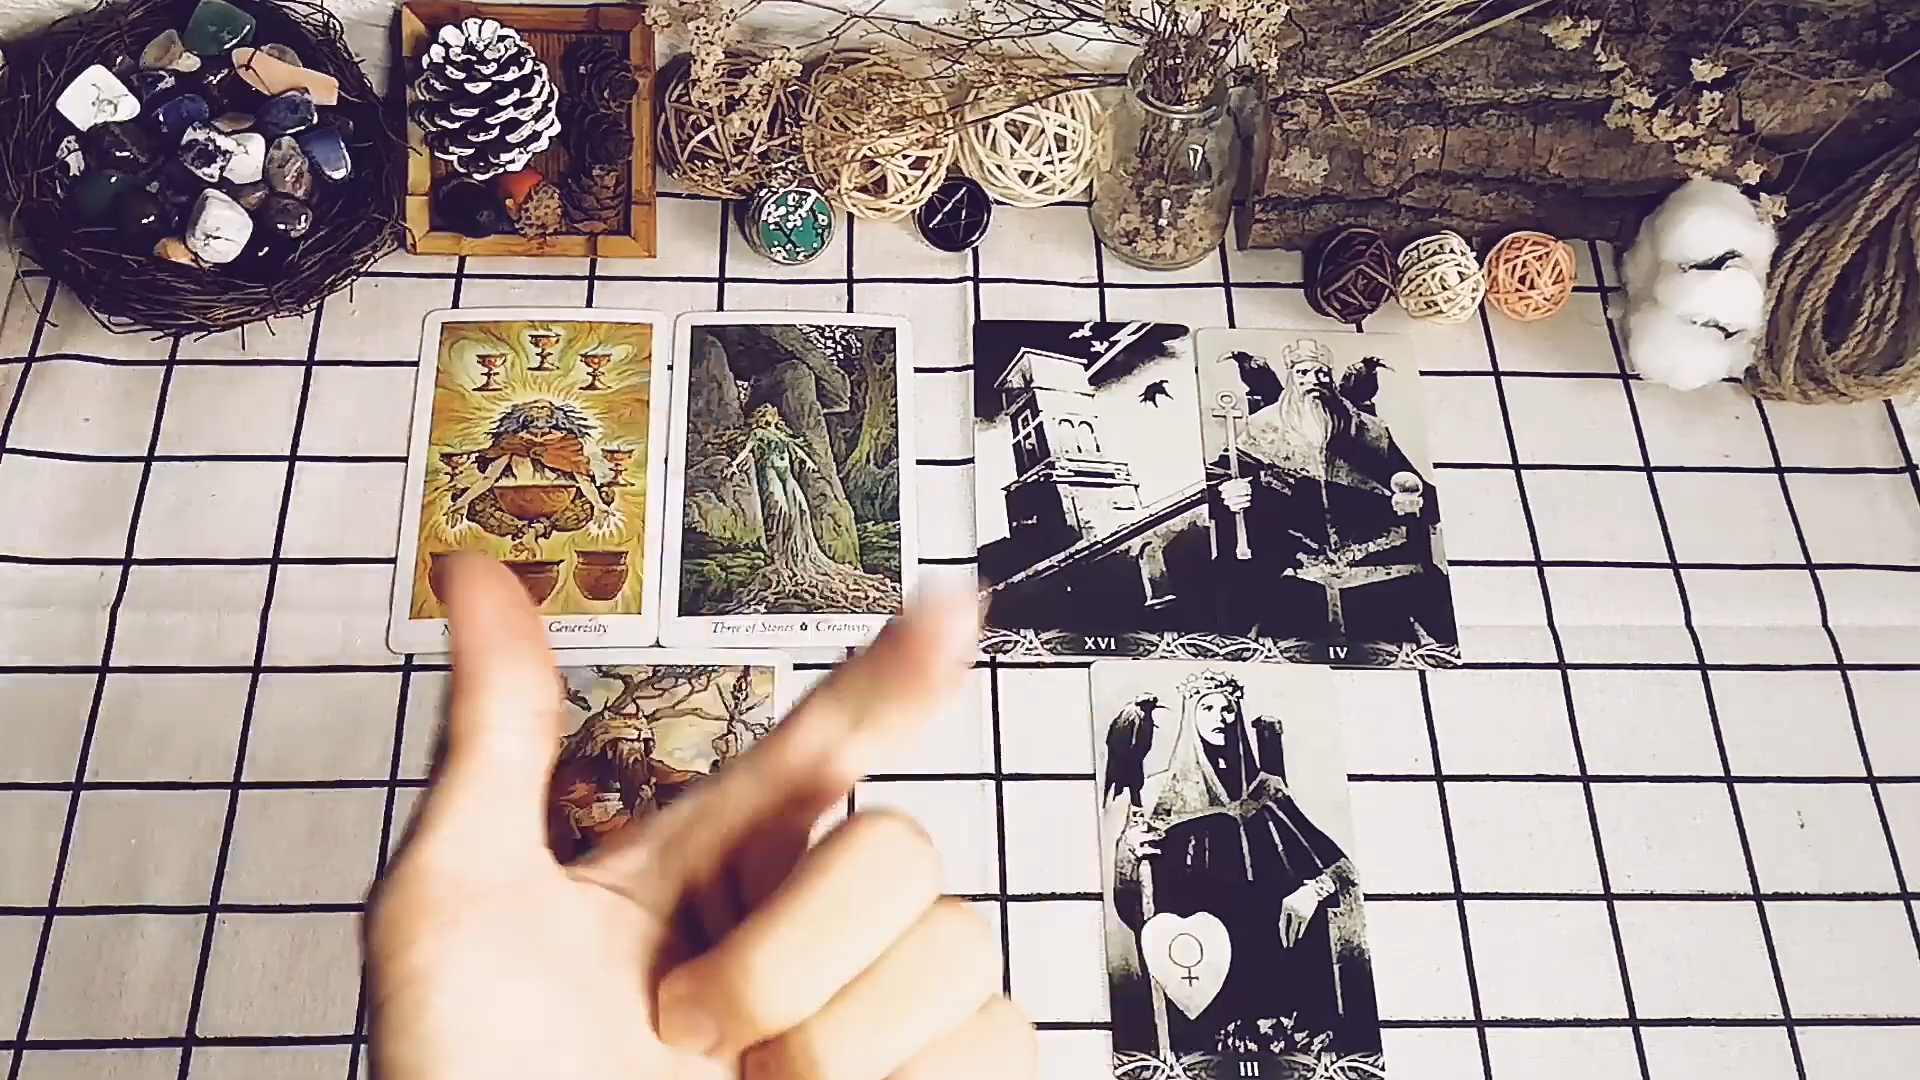 Generosity
Three of Stones ✿ Creativity
XVI
IV
III